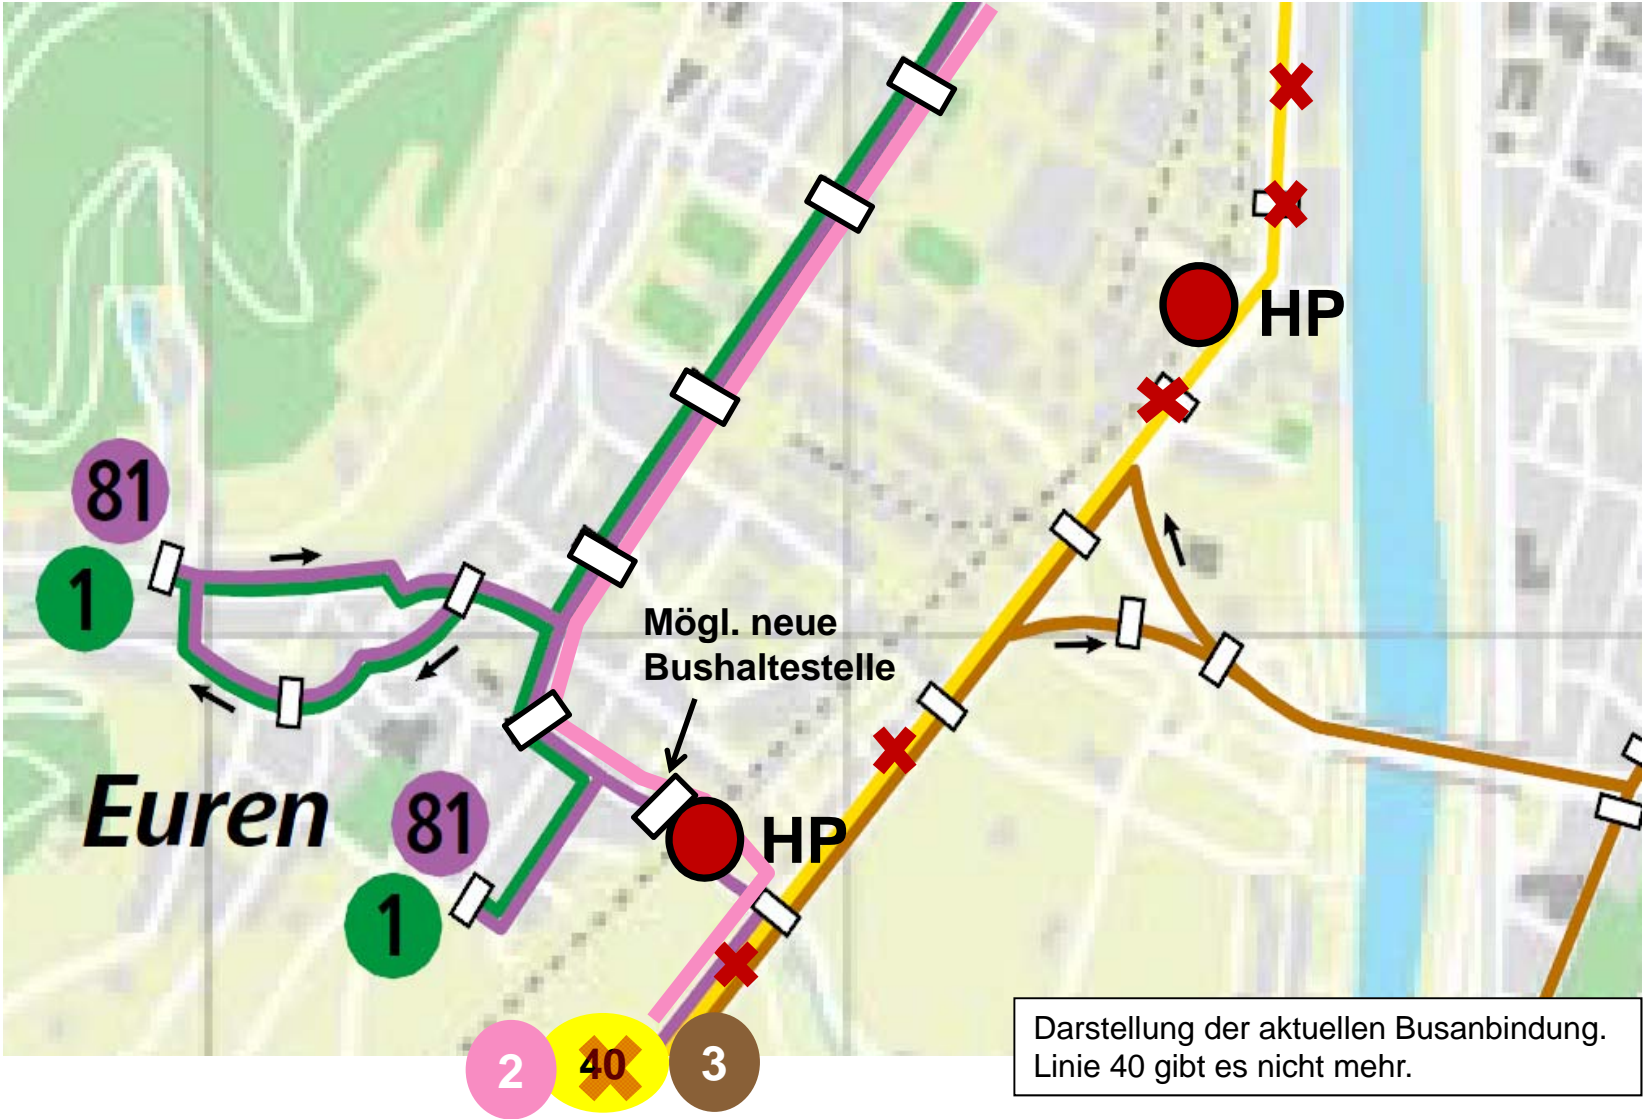 HP
81
1
Mögl. neue
Bushaltestelle
Euren
81
HP
1
2
40
3
Darstellung der aktuellen Busanbindung.
Linie 40 gibt es nicht mehr.